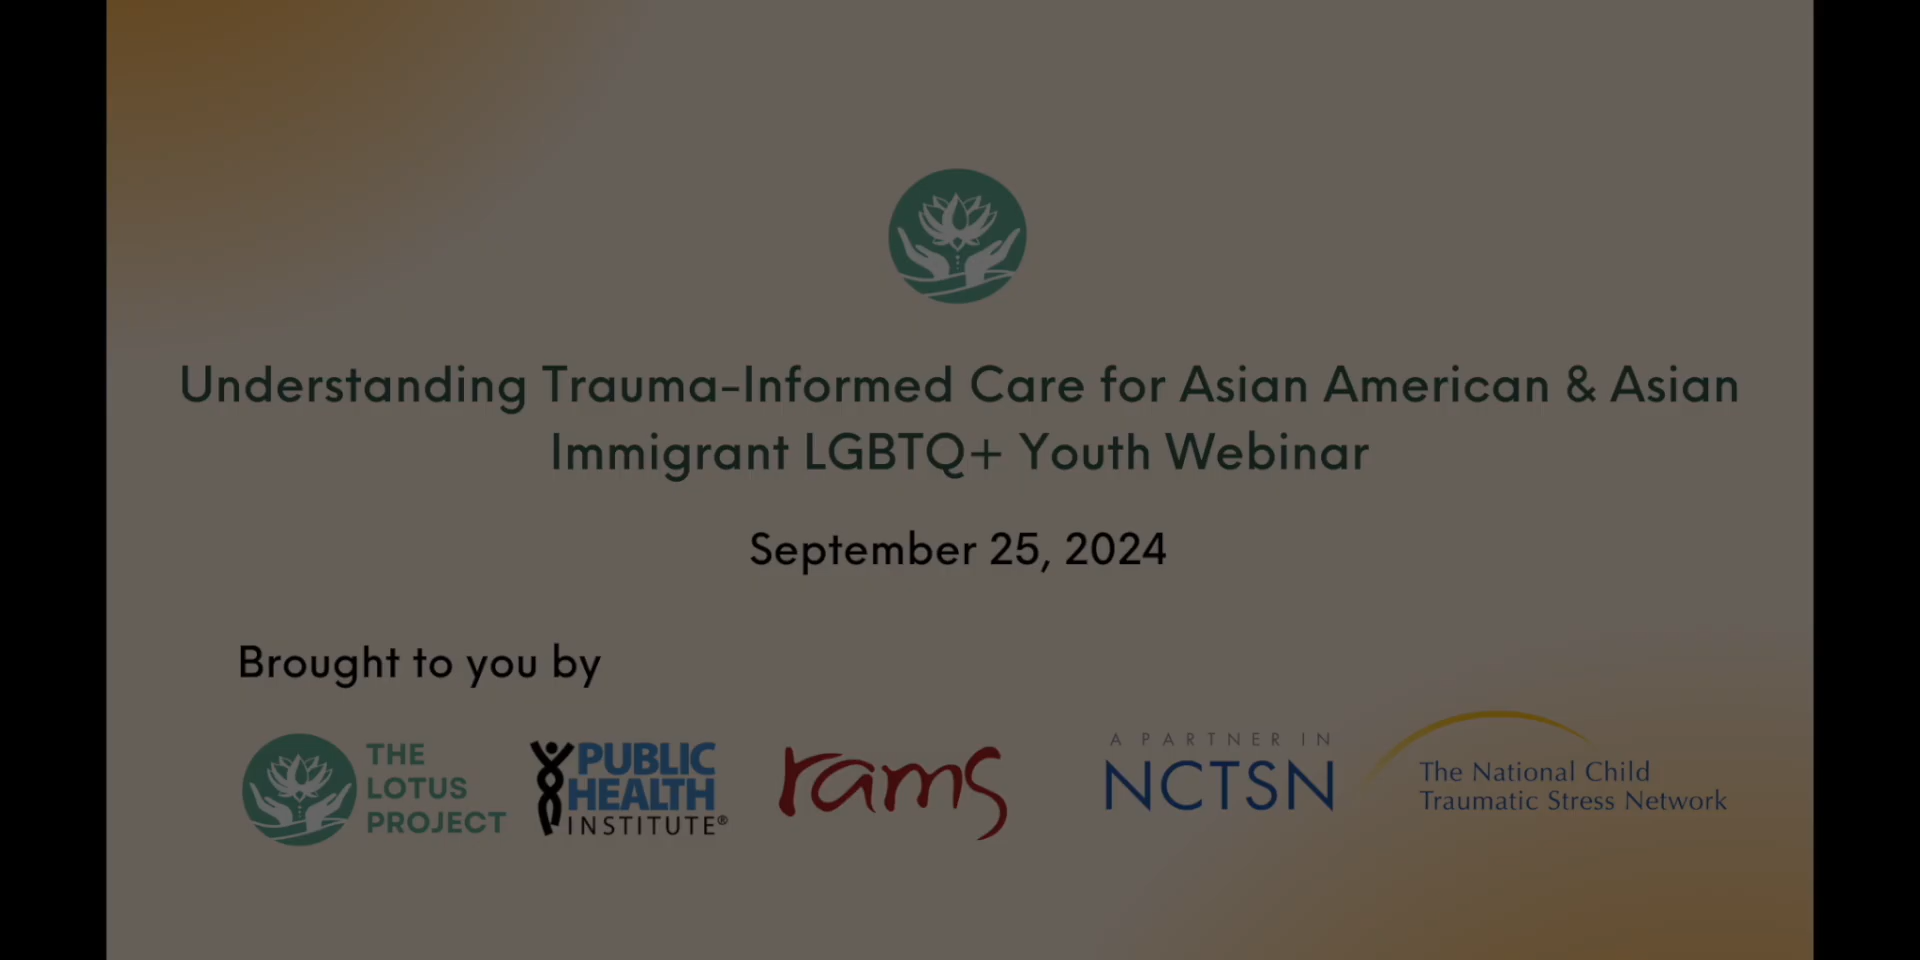 Understanding Trauma-Informed Care for Asian American & Asian
Immigrant LGBTQ+ Youth Webinar
September 25, 2024
Brought to you by
THE
LOTUS
PROJECT
PUBLIC
HEALTH
INSTITUTE®
rams
A PARTNER IN
NCTSN
The National Child
Traumatic Stress Network